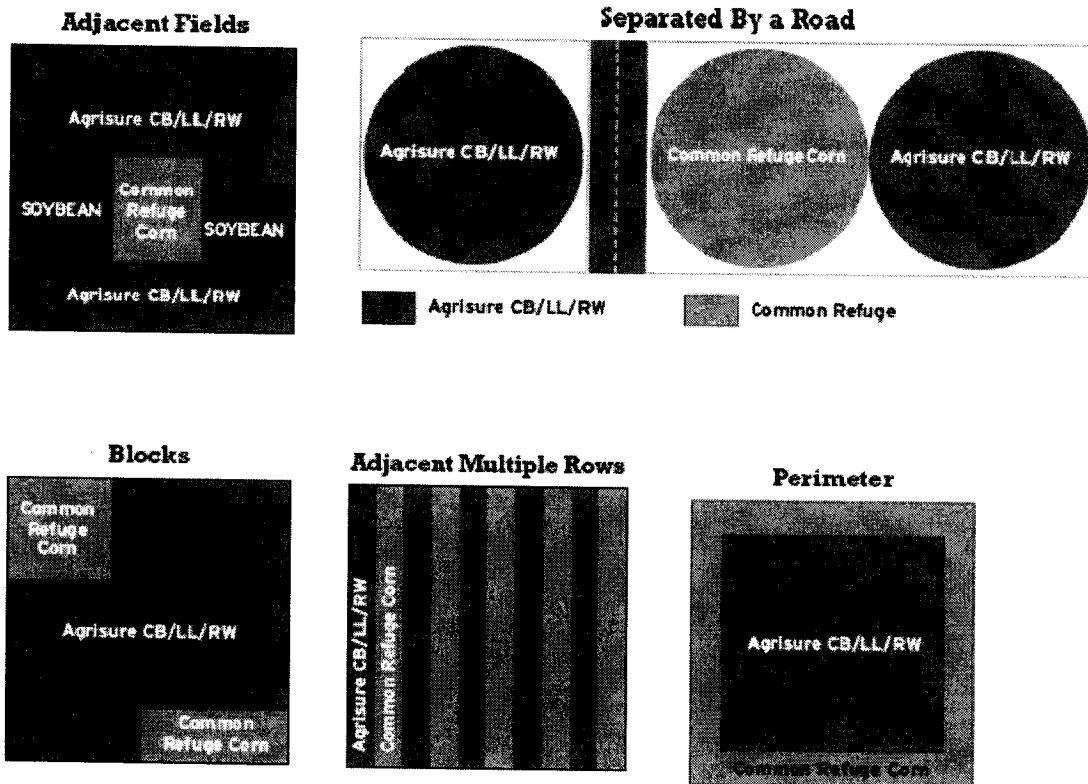 Adjacent Fields
Agrisure CB/LL/RW
Common
Refuge
Corn
SOYBEAN
SOYBEAN
Agrisure CB/LL/RW
Separated By a Road
Agrisure CB/LL/RW
Common Refuge Corn
Agrisure CB/LL/RW
Agrisure CB/LL/RW
Common Refuge
Blocks
Common
Refuge
Corn
Agrisure CB/LL/RW
Common
Refuge Corn
Adjacent Multiple Rows
Agrisure CB/LL/RW
Common Refuge Corn
Perimeter
Agrisure CB/LL/RW
Common Refuge Corn